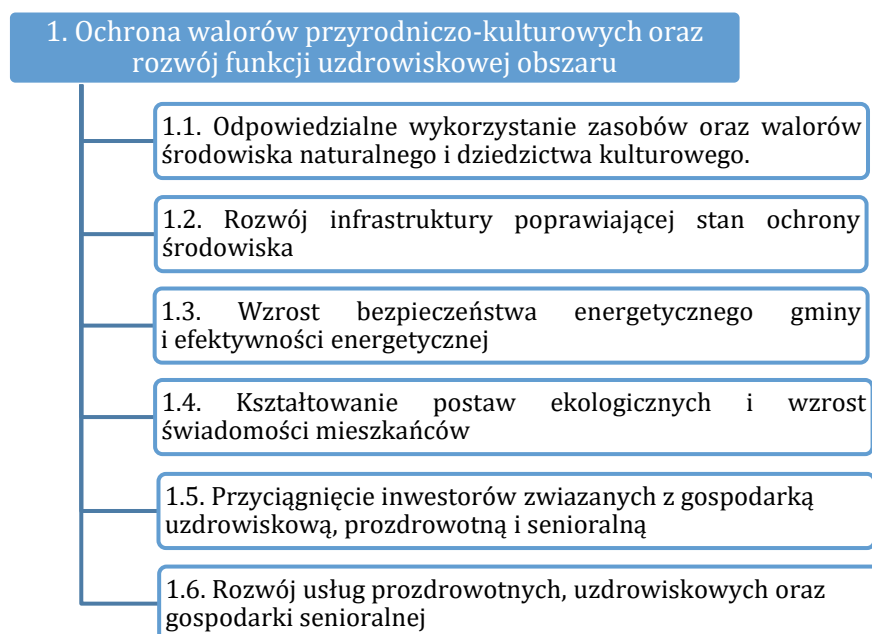 1. Ochrona walorów przyrodniczo-kulturowych oraz
rozwój funkcji uzdrowiskowej obszaru
1.1. Odpowiedzialne wykorzystanie zasobów oraz walorów
środowiska naturalnego i dziedzictwa kulturowego.
1.2. Rozwój infrastruktury poprawiającej stan ochrony
środowiska
1.3. Wzrost bezpieczeństwa energetycznego gminy
i efektywności energetycznej
1.4. Kształtowanie postaw ekologicznych i wzrost
świadomości mieszkańców
1.5. Przyciągnięcie inwestorów zwiazanych z gospodarką
uzdrowiskową, prozdrowotną i senioralną
1.6. Rozwój usług prozdrowotnych, uzdrowiskowych oraz
gospodarki senioralnej